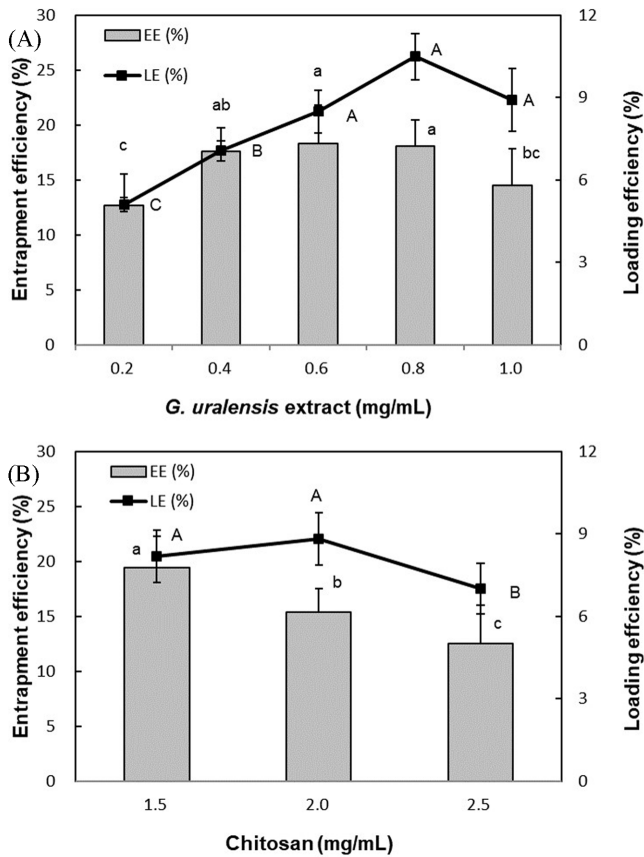 (A)
EE (%)
LE (%)
Entrapment efficiency (%)
30
25
20
15
10
5
0
12
9
6
3
0
Loading effciency (%)
c
ab
a
a
bc
C
B
A
A
A
0.2 0.4 0.6 0.8 1.0
G. uralensis extract (mg/mL)
(B)
EE (%)
LE (%)
Entrapment efficiency (%)
30
25
20
15
10
5
0
12
9
6
3
0
Loading effciency (%)
a
A
A
b
B
c
1.5 2.0 2.5
Chitosan (mg/mL)